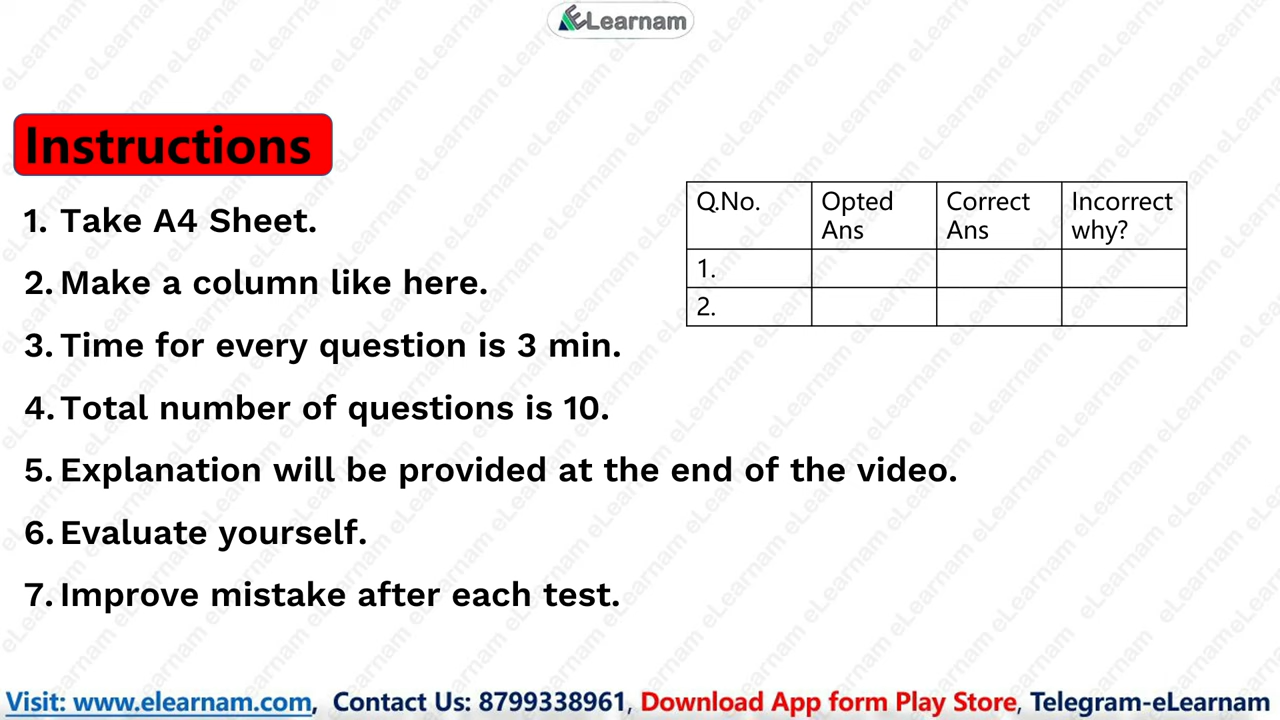 ELearnam
Instructions
1. Take A4 Sheet.
2. Make a column like here.
3. Time for every question is 3 min.
4. Total number of questions is 10.
5. Explanation will be provided at the end of the video.
6. Evaluate yourself.
7. Improve mistake after each test.
Q.No. Opted Ans Correct Ans Incorrect why?
1.
2.
Visit: www.elearnam.com, Contact Us: 8799338961, Download App form Play Store, Telegram-eLearnam